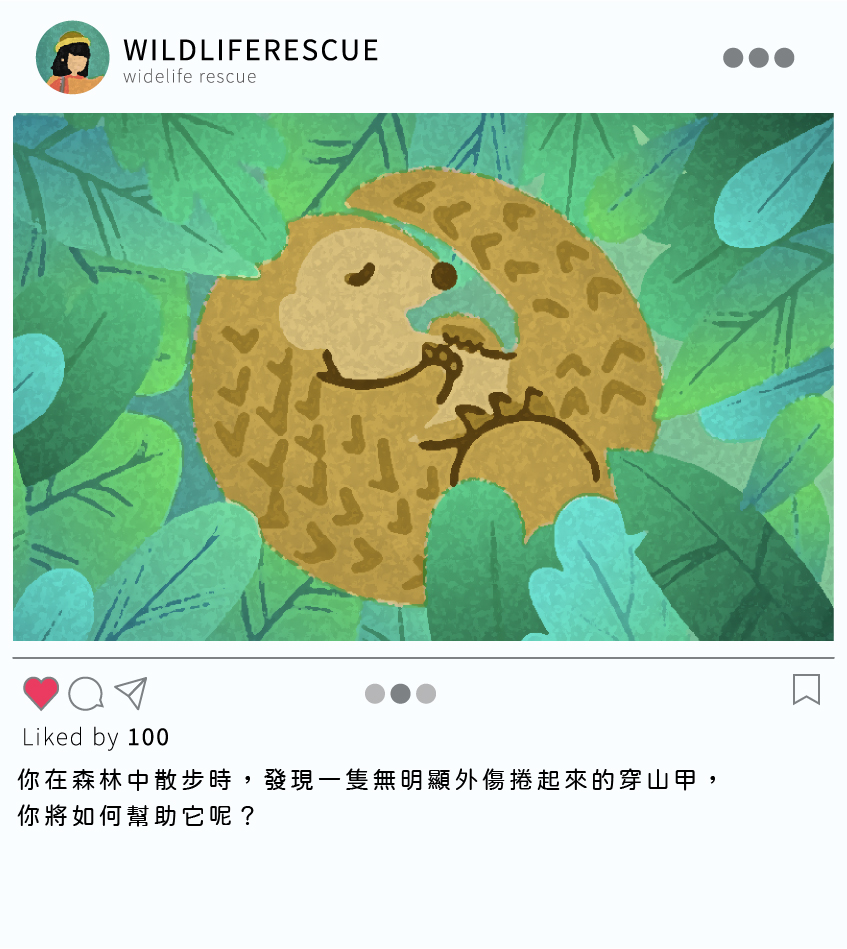 WILDLIFERESCUE
widelife rescue
Liked by 100
你在森林中散步時，發現一隻無明顯外傷捲起來的穿山甲，
你將如何幫助它呢？